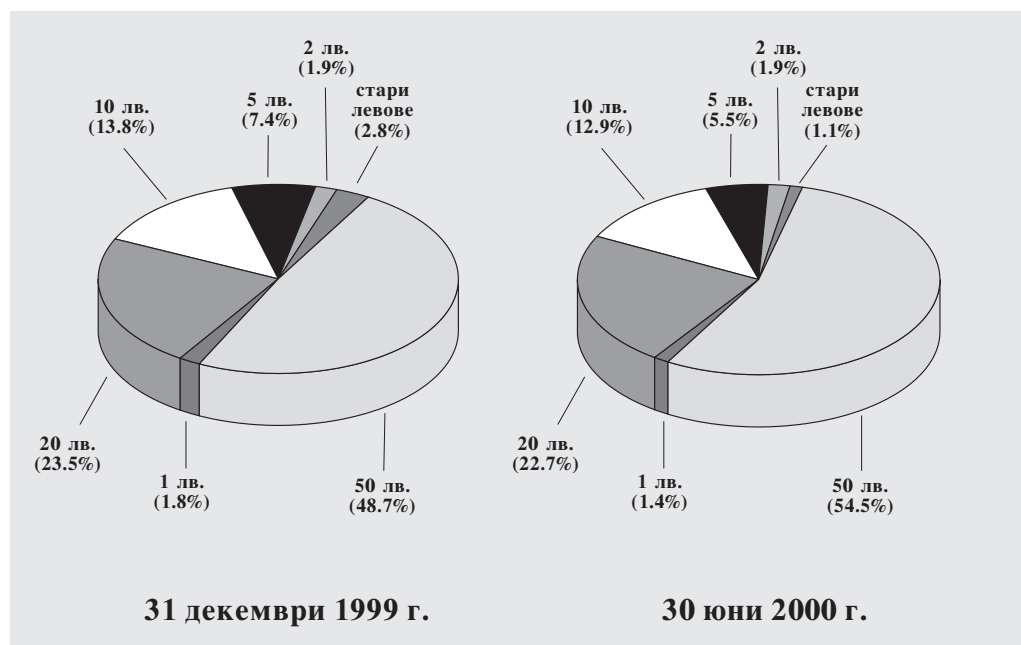 2 лв.
(1.9%)
стари
левове
(2.8%)
5 лв.
(7.4%)
10 лв.
(13.8%)
20 лв.
(23.5%)
1 лв.
(1.8%)
50 лв.
(48.7%)
31 декември 1999 г.
2 лв.
(1.9%)
стари
левове
(1.1%)
5 лв.
(5.5%)
10 лв.
(12.9%)
20 лв.
(22.7%)
1 лв.
(1.4%)
50 лв.
(54.5%)
30 юни 2000 г.